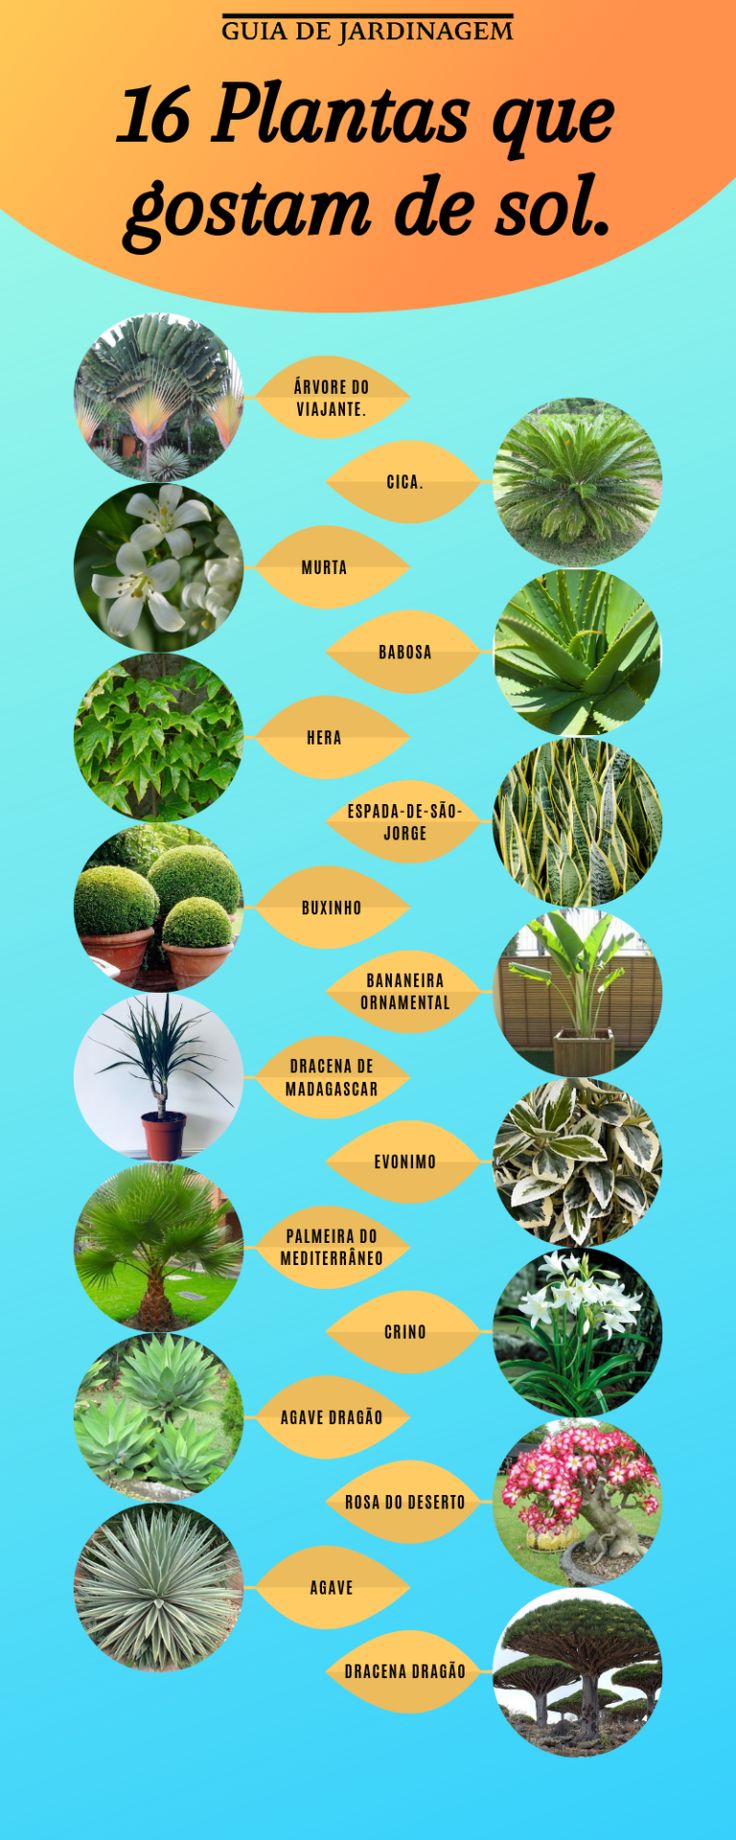 GUIA DE JARDINAGEM
16 Plantas que
gostam de sol.
ÁRVORE DO
VIAJANTE.
CICA.
MURTA
BABOSA
HERA
ESPADA-DE-SÃO-
JORGE
BUXINHO
BANANEIRA
ORNAMENTAL
DRACENA DE
MADAGASCAR
EVONIMO
PALMEIRA DO
MEDITERRÂNEO
CRINO
AGAVE DRAGÃO
ROSA DO DESERTO
AGAVE
DRACENA DRAGÃO